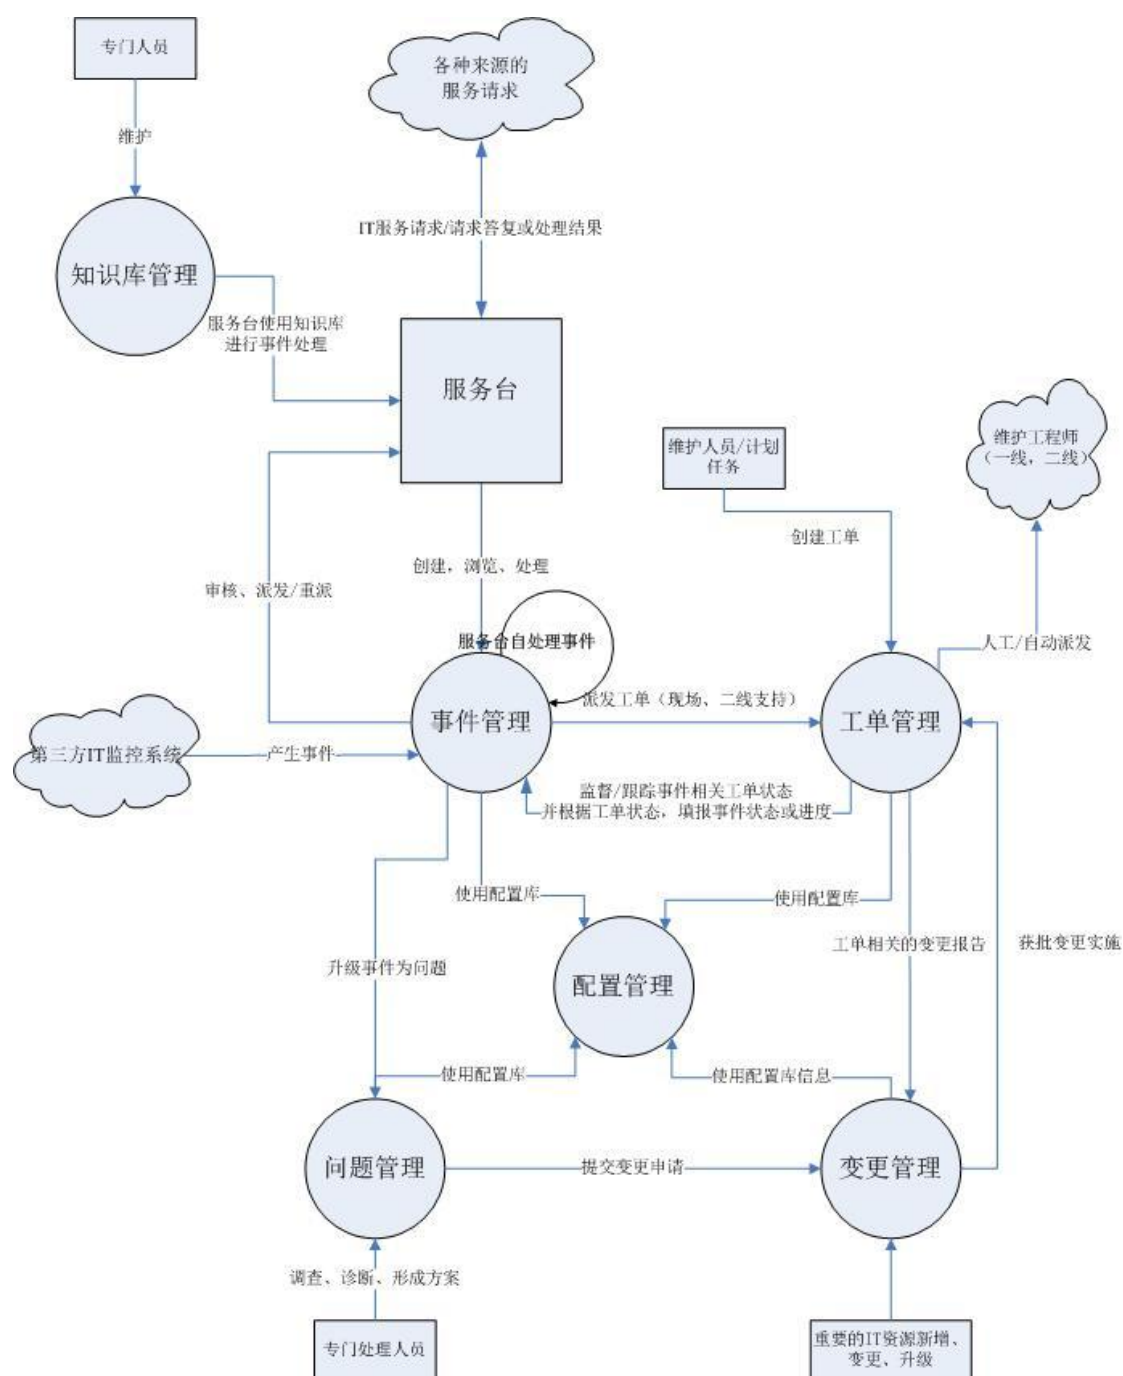 专门人员
各种来源的
服务请求
维护
IT服务请求/请求答复或处理结果
知识库管理
服务台使用知识库
进行事件处理
服务台
维护人员/计划
任务
维护工程师
（一线，二线）
创建工单
创建，浏览、处理
审核、派发/重派
服务台自处理事件
人工/自动派发
派发工单（现场、二线支持）
事件管理
工单管理
第三方IT监控系统
产生事件
监督/跟踪事件相关工单状态
并根据工单状态，填报事件状态或进度
使用配置库
使用配置库
工单相关的变更报告
获批变更实施
升级事件为问题
配置管理
使用配置库
使用配置库信息
问题管理
提交变更申请
变更管理
调查、诊断、形成方案
专门处理人员
重要的IT资源新增、
变更、升级